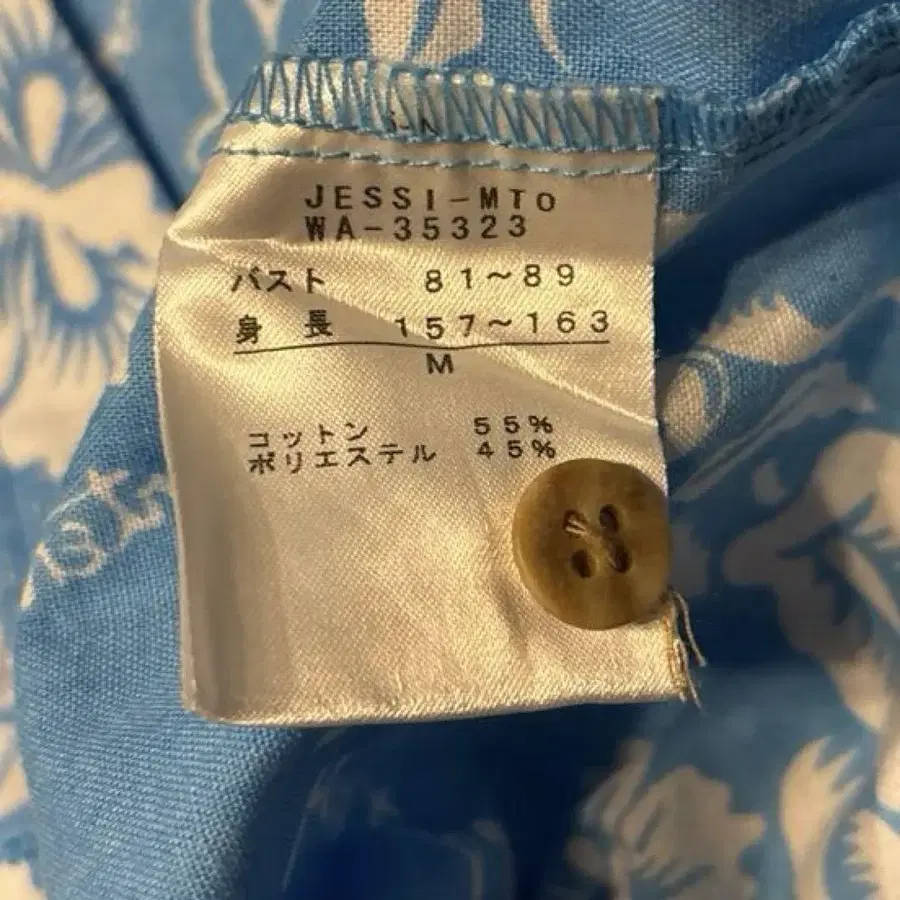 JESSI-MTO
WA-35323
バスト 81～89
身長 157～163
M
コットン 55%
ポリエステル 45%